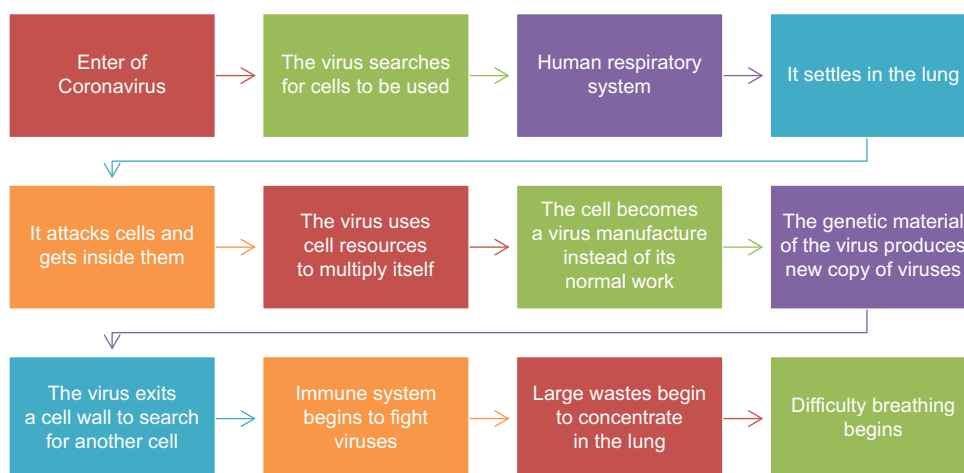 Enter of
Coronavirus
The virus searches
for cells to be used
Human respiratory
system
It settles in the lung
It attacks cells and
gets inside them
The virus uses
cell resources
to multiply itself
The cell becomes
a virus manufacture
instead of its
normal work
The genetic material
of the virus produces
new copy of viruses
The virus exits
a cell wall to search
for another cell
Immune system
begins to fight
viruses
Large wastes begin
to concentrate
in the lung
Difficulty breathing
begins